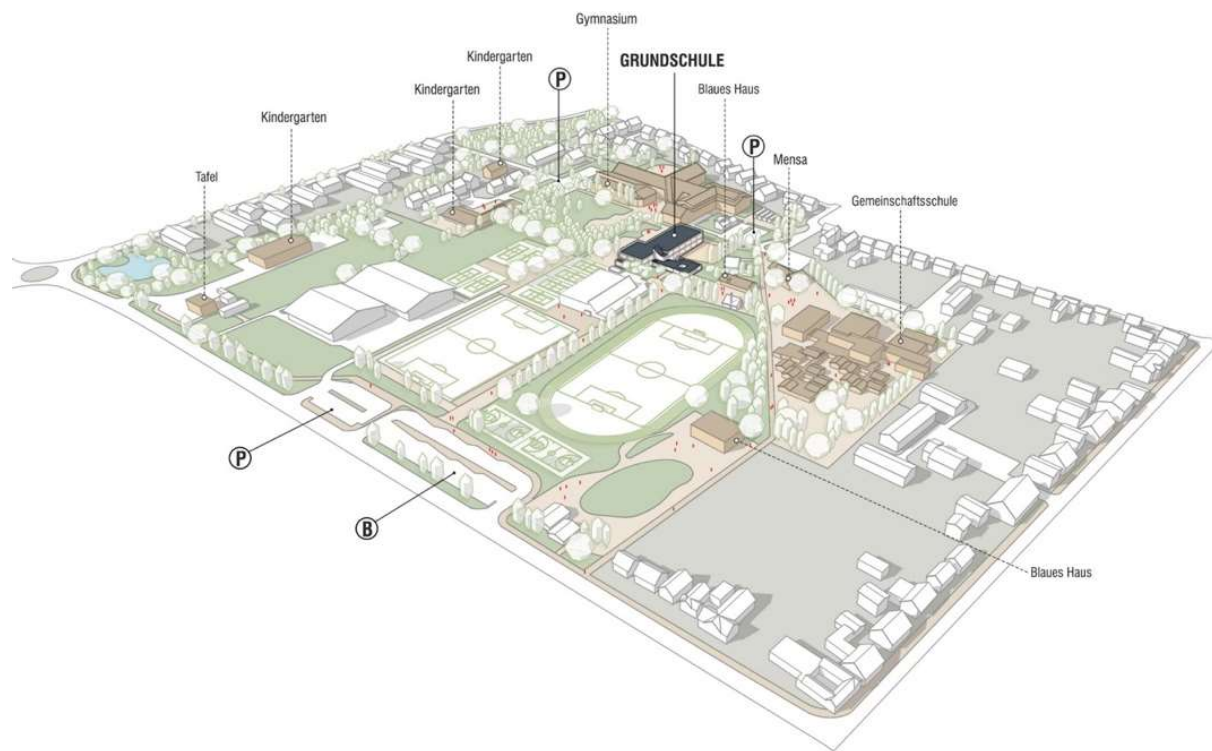 Gymnasium
Kindergarten
GRUNDSCHULE
P
Kindergarten
Blaues Haus
Kindergarten
P
Mensa
Tafel
Gemeinschaftsschule
P
B
Blaues Haus